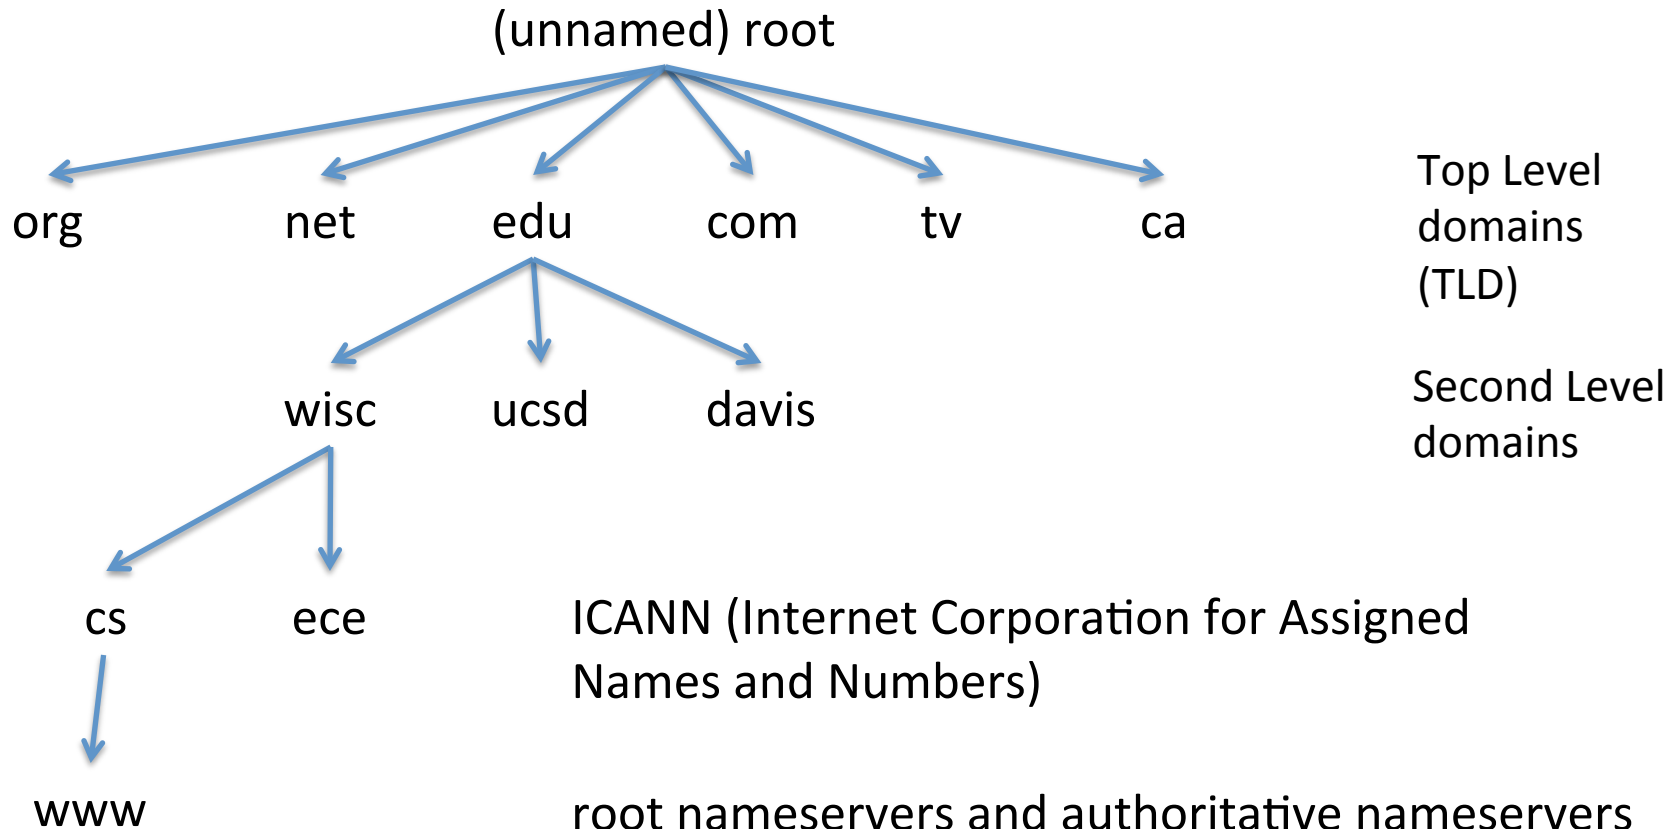 (unnamed) root
org net edu com tv ca
Top Level
domains
(TLD)
wisc ucsd davis
Second Level
domains
cs ece
ICANN (Internet Corporation for Assigned
Names and Numbers)
www
root nameservers and authoritative nameservers